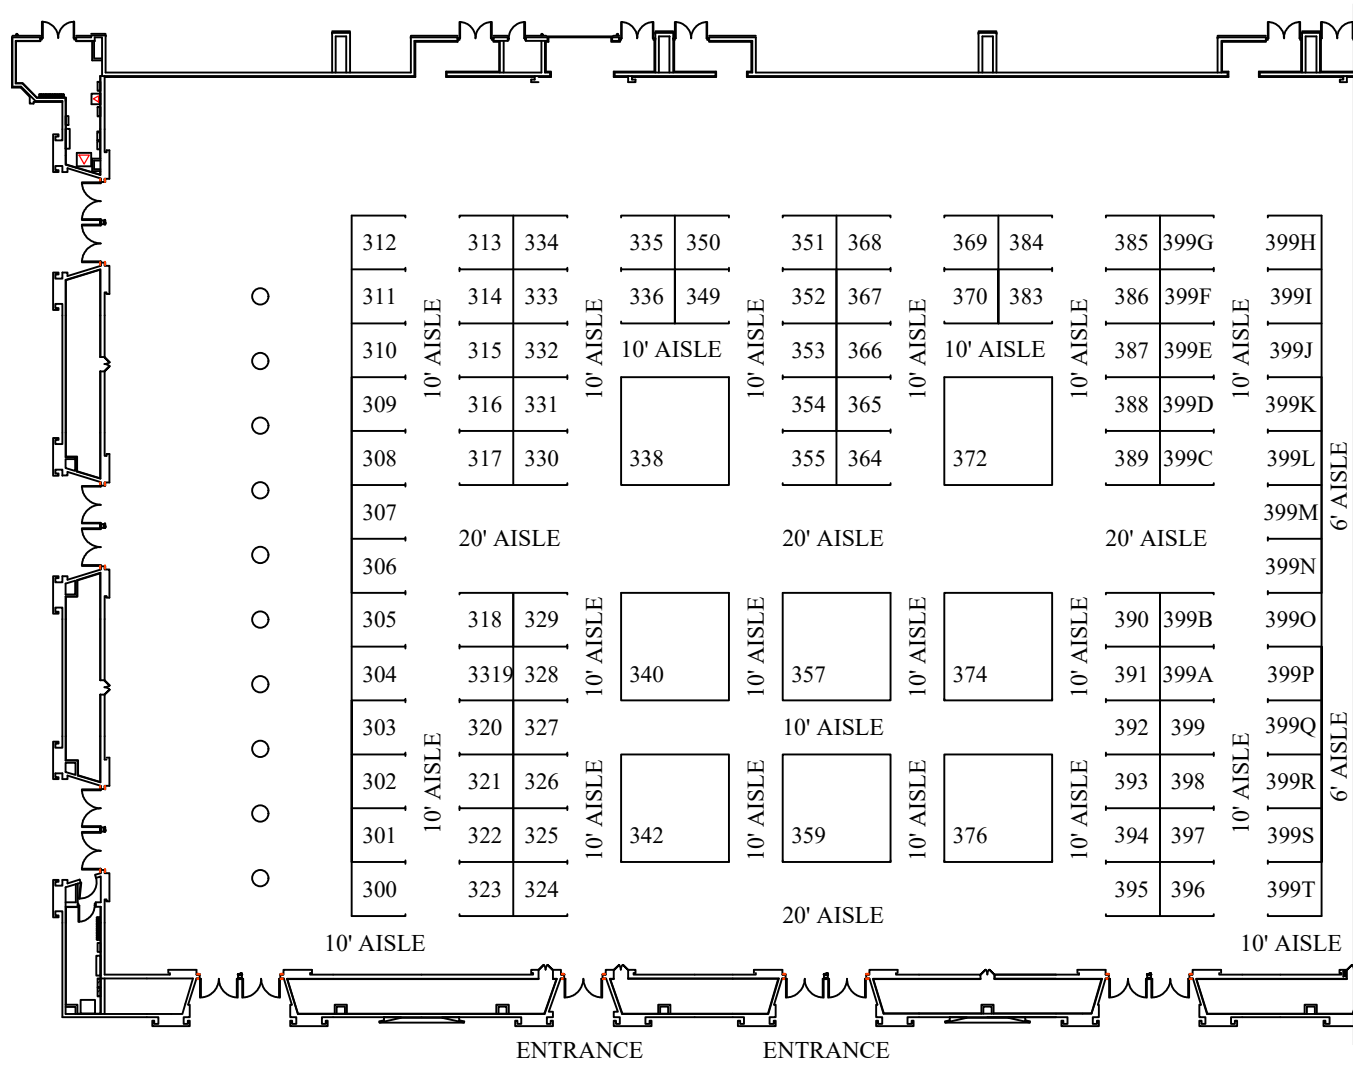 312 313 334 335 350 351 368 369 384 385 399G 399H
311 314 333 336 349 352 367 370 383 386 399F 399I
10' AISLE 10' AISLE 10' AISLE 10' AISLE 10' AISLE 10' AISLE
310 315 332 10' AISLE 353 366 10' AISLE 387 399E 399J
309 316 331 354 365 388 399D 399K
308 317 330 338 355 364 372 389 399C 399L
6' AISLE
307 399M
20' AISLE 20' AISLE 20' AISLE
306 399N
305 318 329 390 399B 399O
10' AISLE 10' AISLE 10' AISLE 10' AISLE
304 3319 328 340 357 374 391 399A 399P
303 320 327 10' AISLE 392 399 399Q
6' AISLE
302 321 326 393 398 399R
10' AISLE 10' AISLE 10' AISLE 10' AISLE 10' AISLE 10' AISLE
301 322 325 342 359 376 394 397 399S
300 323 324 395 396 399T
20' AISLE
10' AISLE 10' AISLE
ENTRANCE ENTRANCE